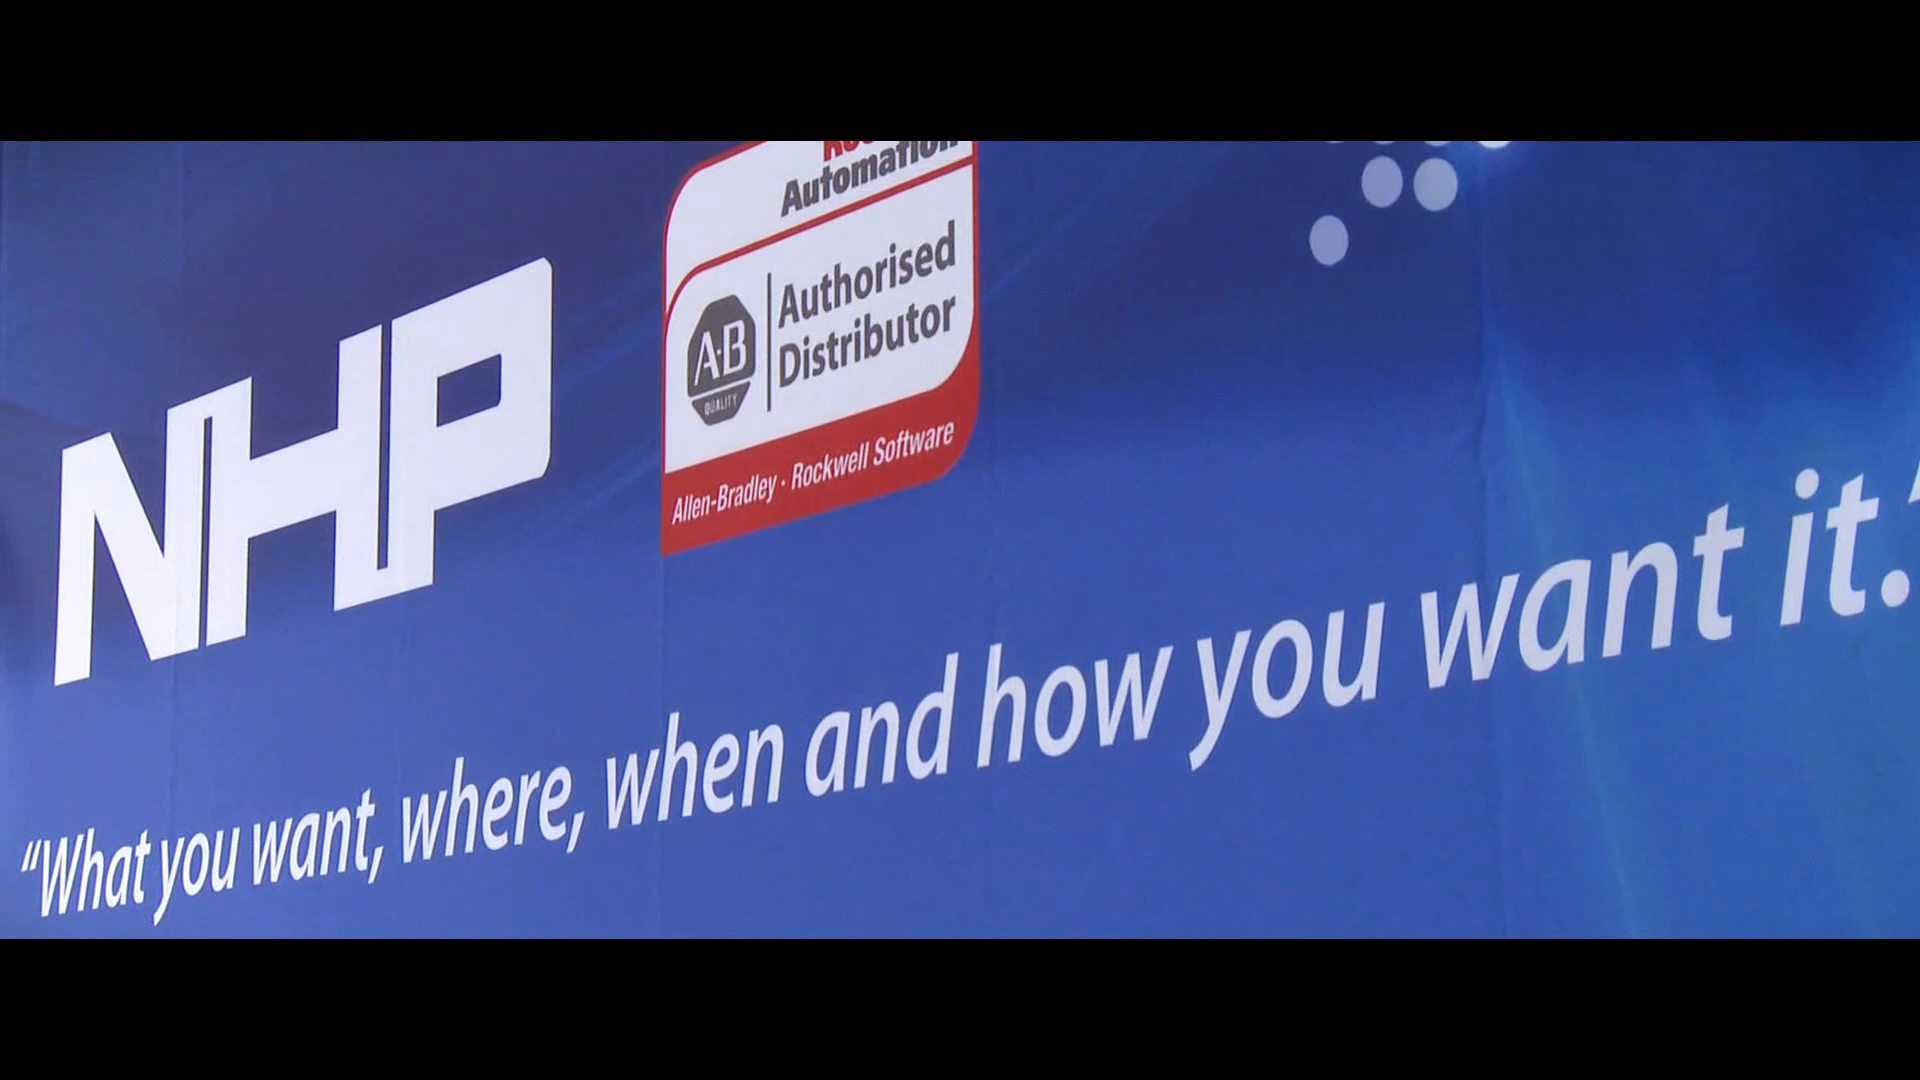 NHP
Automation
A·B
QUALITY
Authorised
Distributor
Allen-Bradley · Rockwell Software
“What you want, where, when and how you want it.”